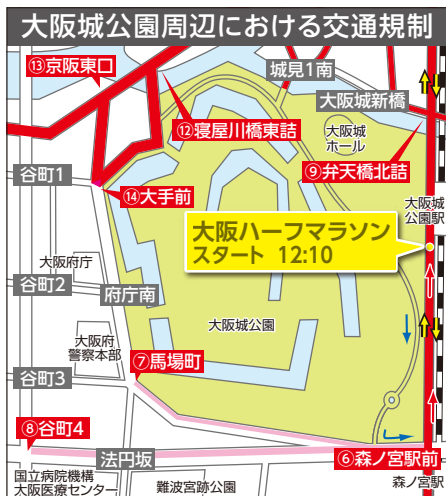 大阪城公園周辺における交通規制
⑬京阪東口
城見1南
大阪城新橋
⑫寝屋川橋東詰
大阪城
ホール
⑨弁天橋北詰
谷町1
⑭大手前
大阪城
公園駅
大阪ハーフマラソン
スタート 12:10
大阪府庁
谷町2
府庁南
大阪城公園
大阪府
警察本部
⑦馬場町
谷町3
⑧谷町4
法円坂
⑥森ノ宮駅前
国立病院機構
大阪医療センター
難波宮跡公園
森ノ宮駅